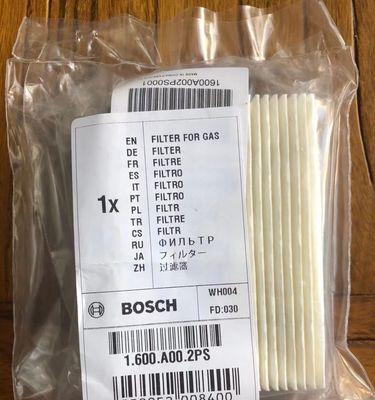 1600A002PS0001
EN FILTER FOR GAS
DE FILTER
FR FILTRE
ES FILTRO
IT FILTRO
PT FILTRO
PL FILTR
TR FILTRE
CS FILTR
RU ФИЛЬТР
JA フィルター
ZH 过滤器
1x
BOSCH
WH004
FD:030
1.600.A00.2PS